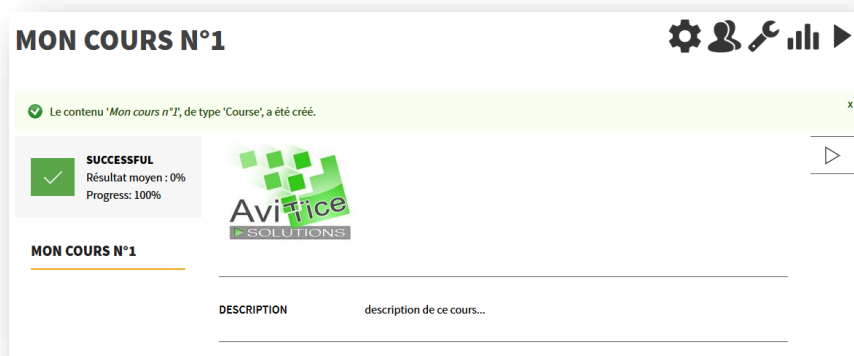 MON COURS N°1
Le contenu 'Mon cours n°1', de type 'Course', a été créé.
x
SUCCESSFUL
Résultat moyen : 0%
Progress: 100%
MON COURS N°1
AviTice
SOLUTIONS
DESCRIPTION
description de ce cours...